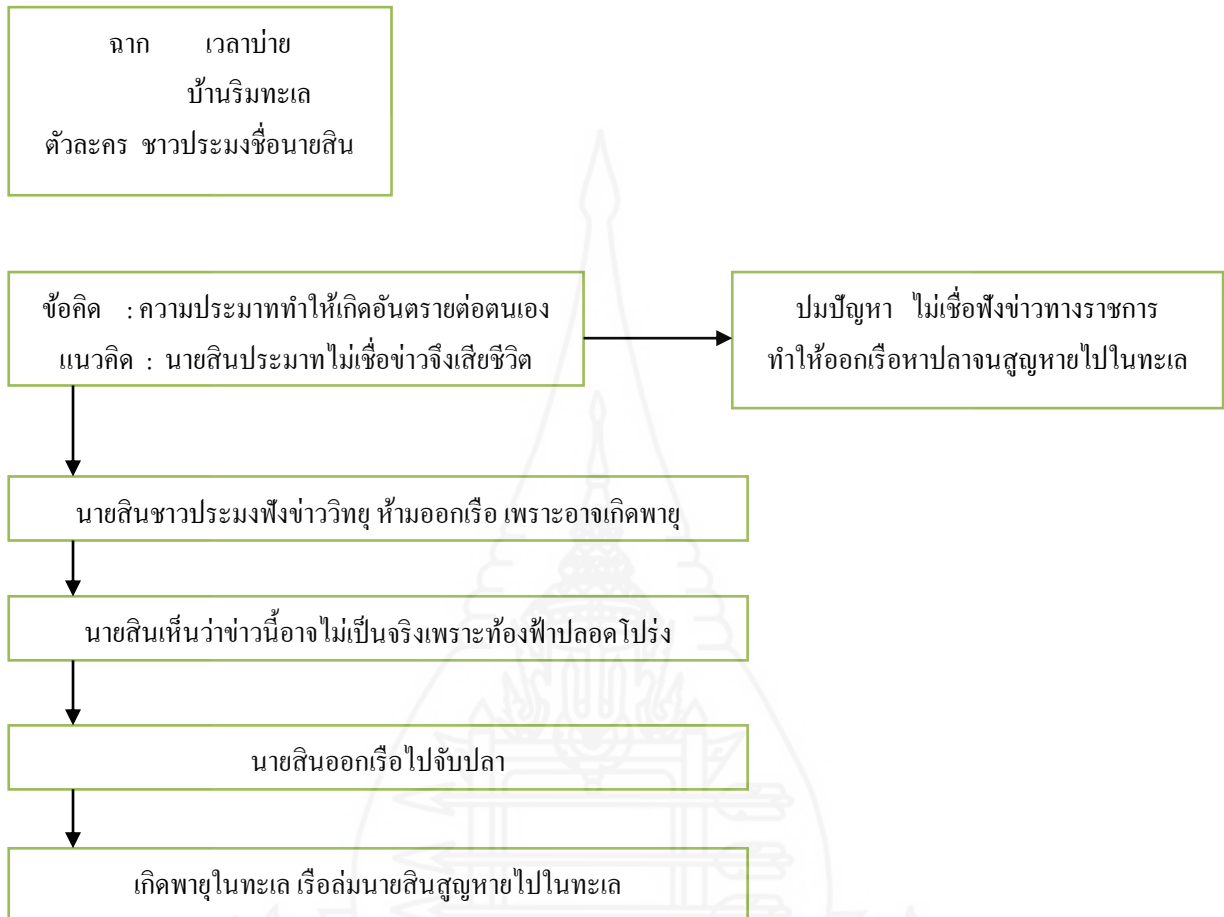 ฉาก เวลาบ่าย
บ้านริมทะเล
ตัวละคร ชาวประมงชื่อนายสิน
ข้อคิด : ความประมาททำให้เกิดอันตรายต่อตนเอง
แนวคิด : นายสินประมาทไม่เชื่อข่าวจึงเสียชีวิต
ปมปัญหา ไม่เชื่อฟังข่าวทางราชการ
ทำให้ออกเรือหาปลาจนสูญหายไปในทะเล
นายสินชาวประมงฟังข่าววิทยุ ห้ามออกเรือ เพราะอาจเกิดพายุ
นายสินเห็นว่าข่าวนี้อาจไม่เป็นจริงเพราะท้องฟ้าปลอดโปร่ง
นายสินออกเรือไปจับปลา
เกิดพายุในทะเล เรือล่มนายสินสูญหายไปในทะเล